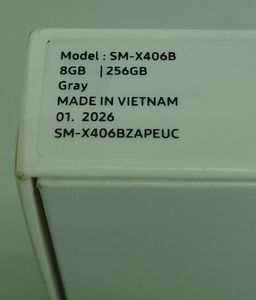 Model : SM-X406B
8GB | 256GB
Gray
MADE IN VIETNAM
01. 2026
SM-X406BZAPEUC